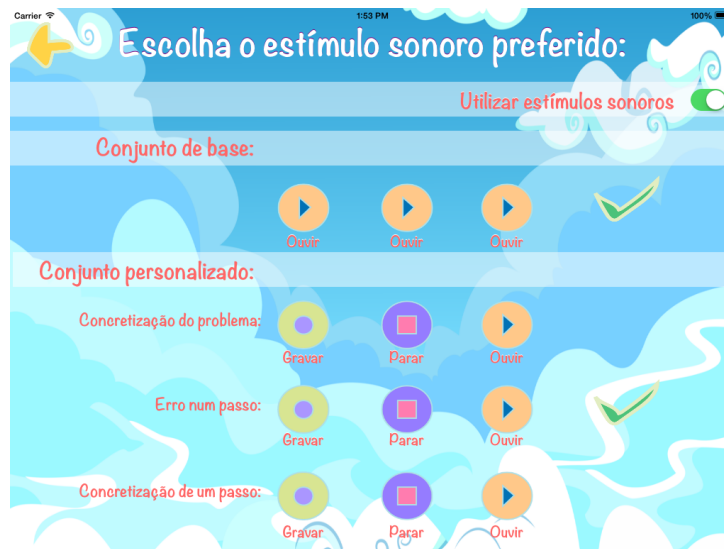 Carrier 1:53 PM 100%
Escolha o estímulo sonoro preferido:
Utilizar estímulos sonoros
Conjunto de base:
Ouvir Ouvir Ouvir
Conjunto personalizado:
Concretização do problema:
Gravar Parar Ouvir
Erro num passo:
Gravar Parar Ouvir
Concretização de um passo:
Gravar Parar Ouvir